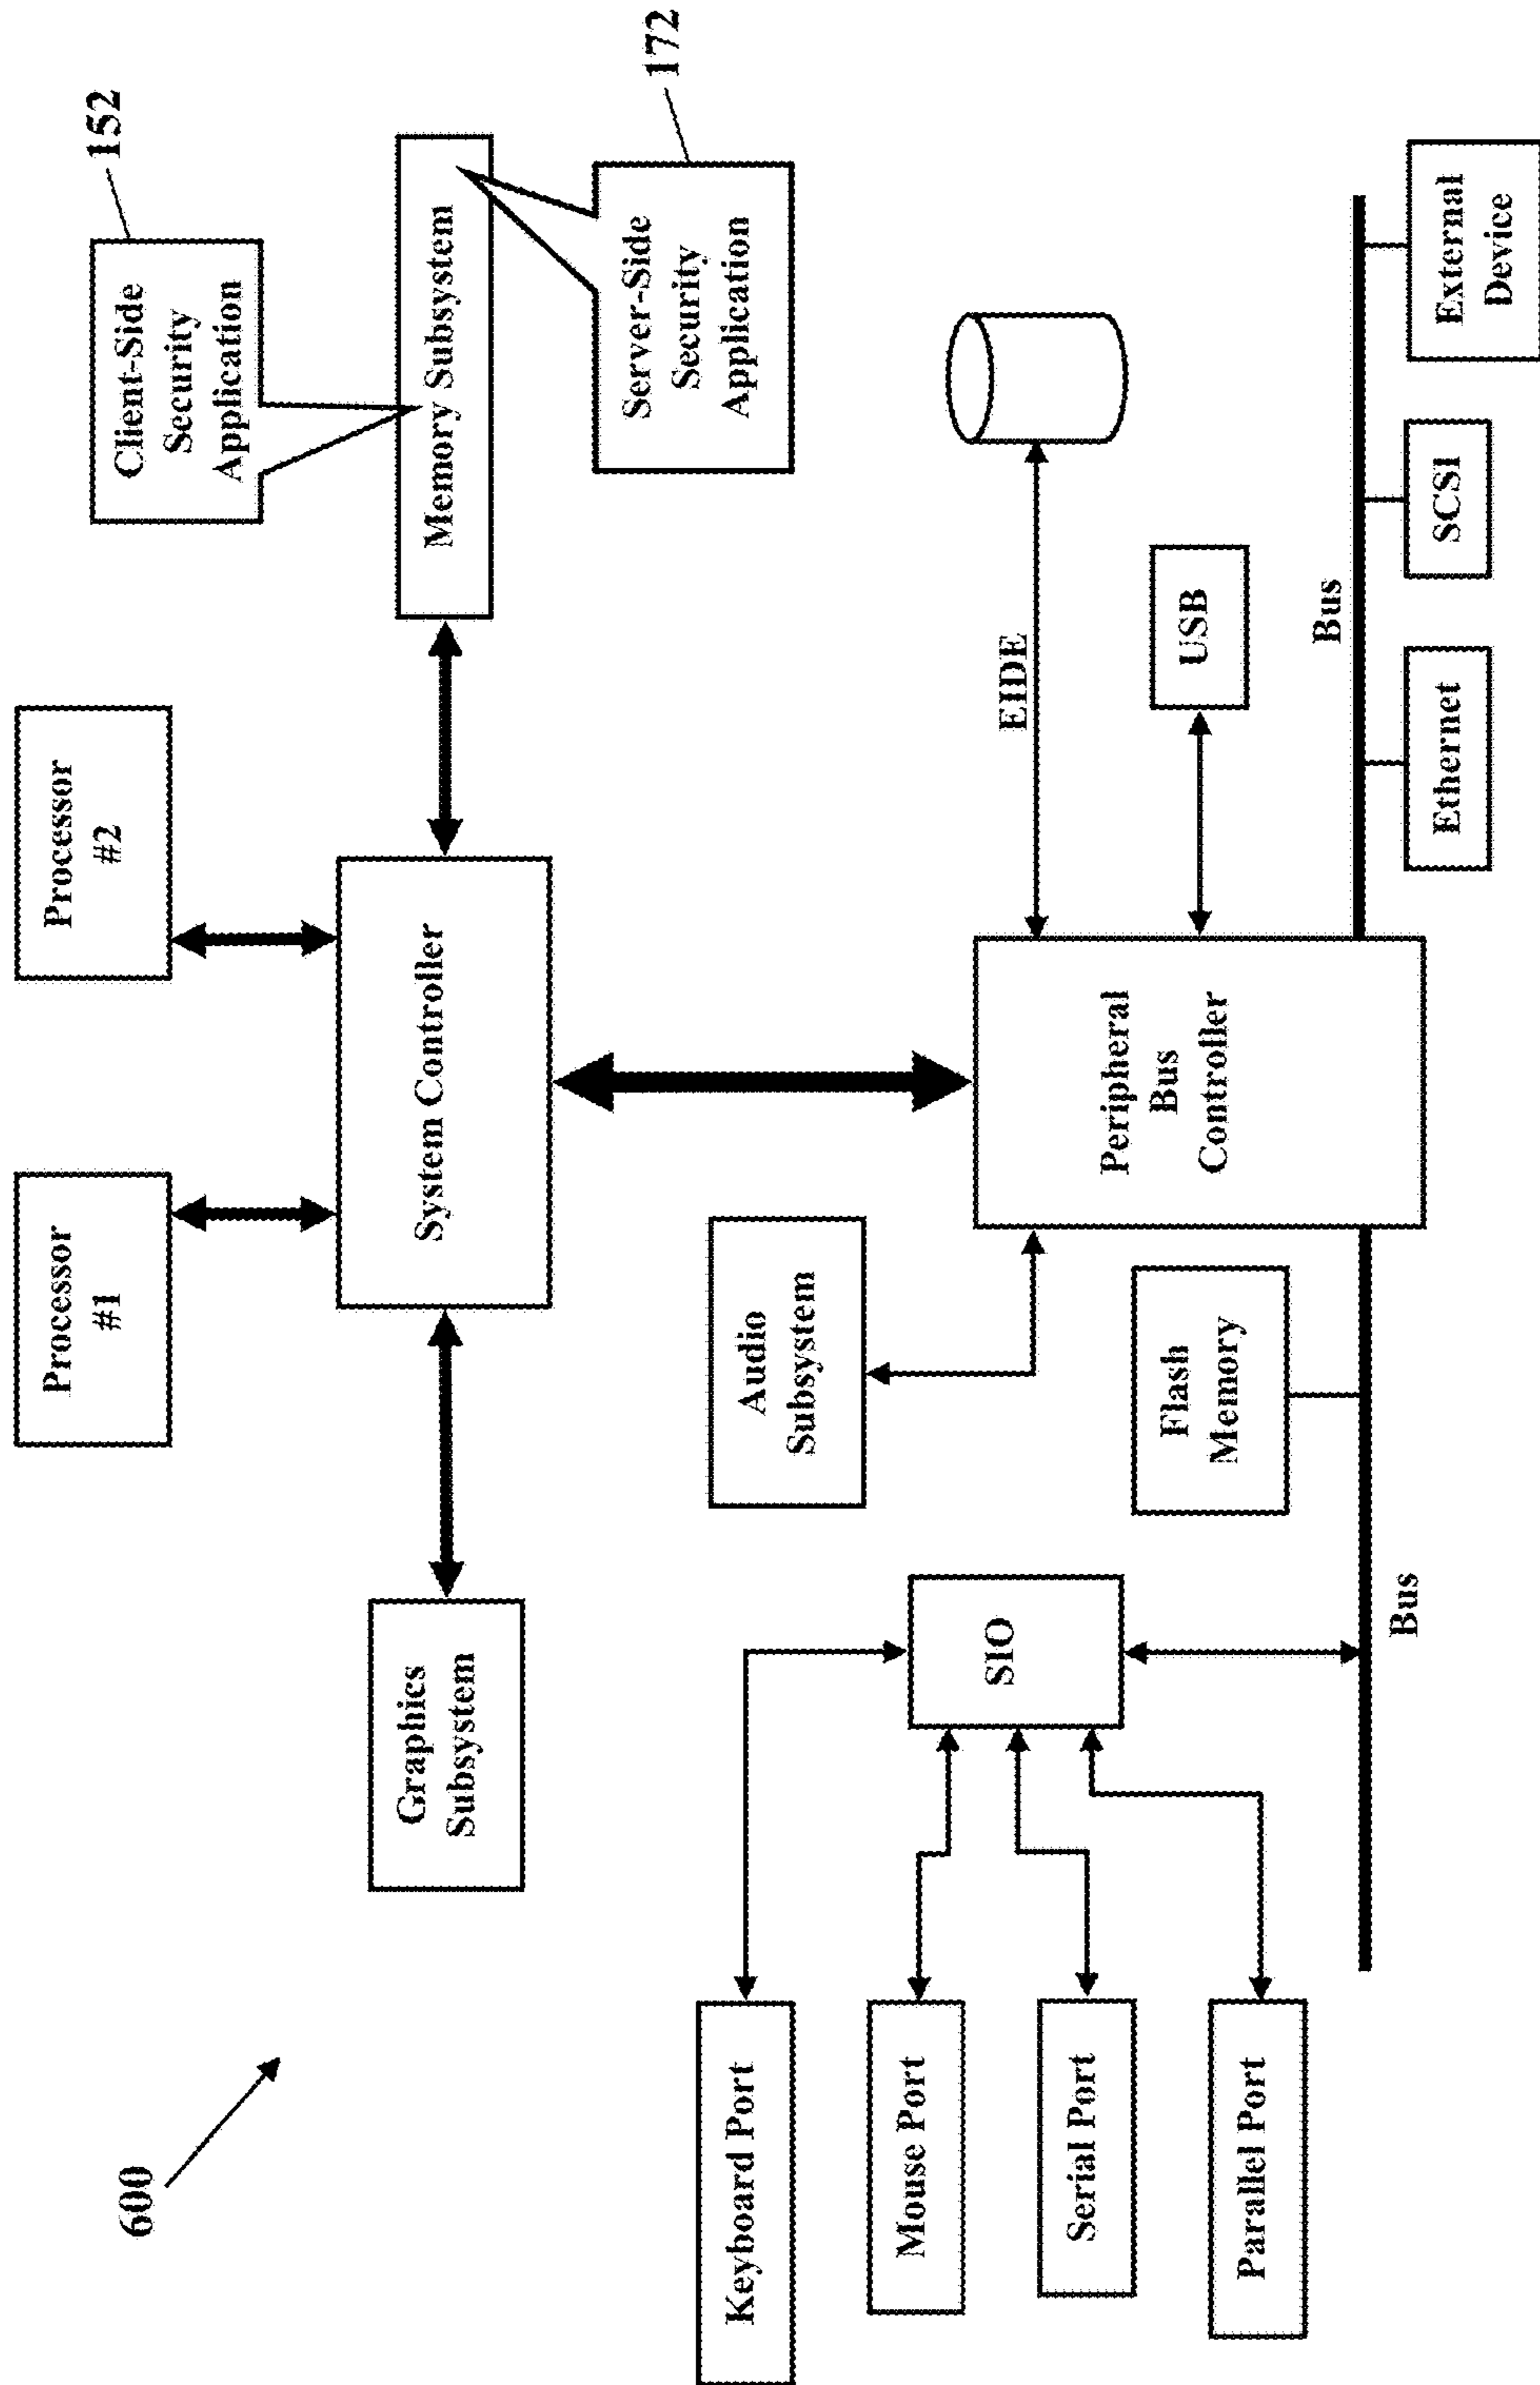 600
Processor
#1
Processor
#2
152
Client-Side
Security
Application
Graphics
Subsystem
System Controller
Memory Subsystem
172
Server-Side
Security
Application
Keyboard Port
Mouse Port
Serial Port
Parallel Port
SIO
Audio
Subsystem
Flash
Memory
Peripheral
Bus
Controller
EIDE
USB
Bus
Bus
Ethernet
SCSI
External
Device